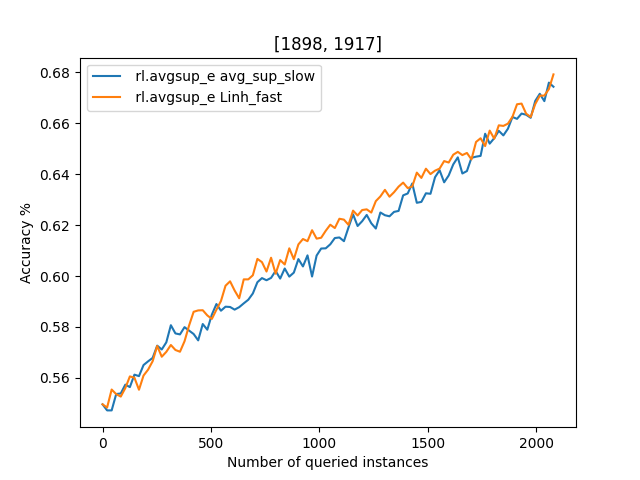 [1898, 1917]
rl.avgsup_e avg_sup_slow
rl.avgsup_e Linh_fast
Accuracy %
0.68
0.66
0.64
0.62
0.60
0.58
0.56
0 500 1000 1500 2000
Number of queried instances